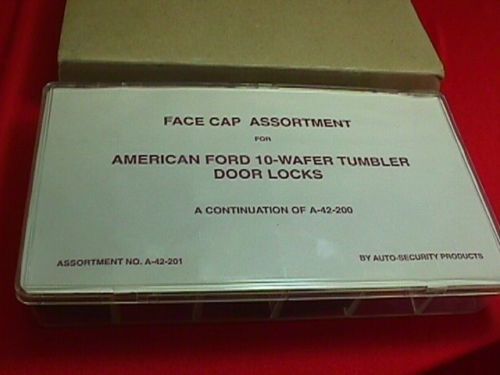 FACE CAP ASSORTMENT
FOR
AMERICAN FORD 10-WAFER TUMBLER
DOOR LOCKS
A CONTINUATION OF A-42-200
ASSORTMENT NO. A-42-201
BY AUTO-SECURITY PRODUCTS